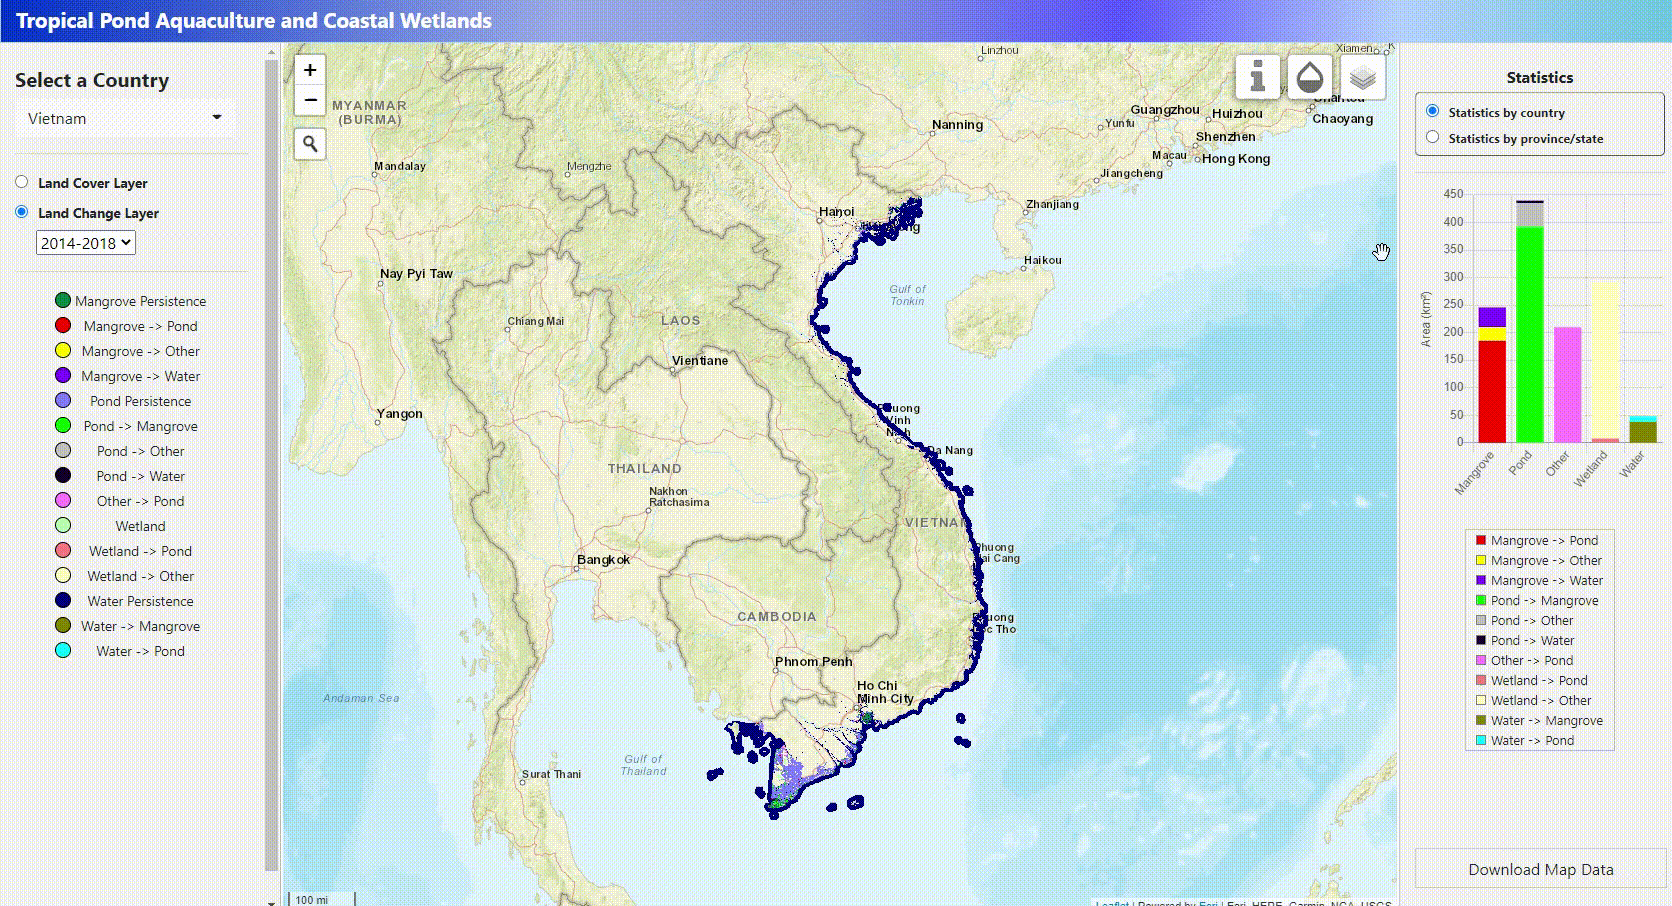 Tropical Pond Aquaculture and Coastal Wetlands
Select a Country
Vietnam
Land Cover Layer
Land Change Layer
2014-2018
Mangrove Persistence
Mangrove -> Pond
Mangrove -> Other
Mangrove -> Water
Pond Persistence
Pond -> Mangrove
Pond -> Other
Pond -> Water
Other -> Pond
Wetland
Wetland -> Pond
Wetland -> Other
Water Persistence
Water -> Mangrove
Water -> Pond
+
−
Linzhou
Xiamen
MYANMAR
(BURMA)
Guangzhou
Huizhou
Chaoyang
Nanning
Yunfu
Shenzhen
Mandalay
Mengzhe
Macau
Hong Kong
Jiangcheng
Hanoi
Zhanjiang
Nay Pyi Taw
Haikou
Gulf of
Tonkin
Chiang Mai
LAOS
Vientiane
Yangon
Vinh
Da Nang
THAILAND
Nakhon
Ratchasima
VIETNAM
Bangkok
CAMBODIA
Phnom Penh
Ho Chi
Minh City
Andaman Sea
Gulf of
Thailand
Surat Thani
100 mi
Leaflet | Powered by Esri | Esri, HERE, Garmin, NGA, USGS
Statistics
Statistics by country
Statistics by province/state
Area (km²)
450
400
350
300
250
200
150
100
50
0
Mangrove
Pond
Other
Wetland
Water
Mangrove -> Pond
Mangrove -> Other
Mangrove -> Water
Pond -> Mangrove
Pond -> Other
Pond -> Water
Other -> Pond
Wetland -> Pond
Wetland -> Other
Water -> Mangrove
Water -> Pond
Download Map Data